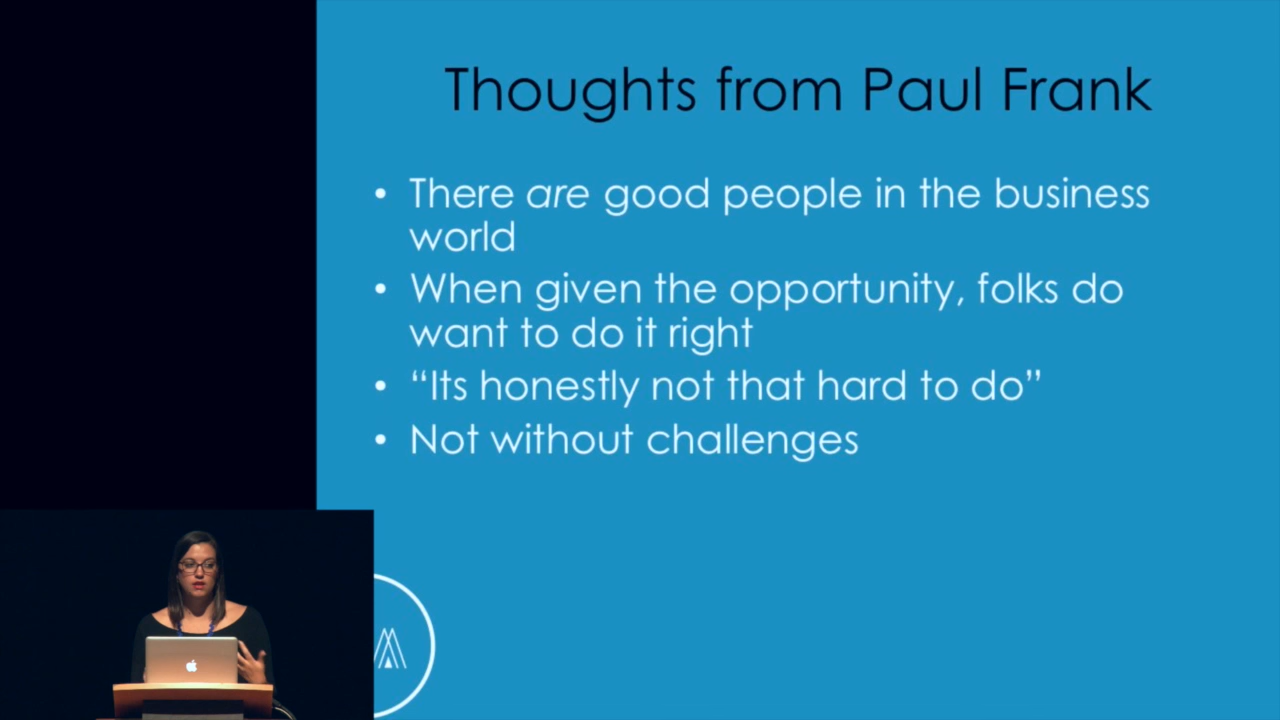 Thoughts from Paul Frank
• There are good people in the business
world
• When given the opportunity, folks do
want to do it right
• “Its honestly not that hard to do”
• Not without challenges